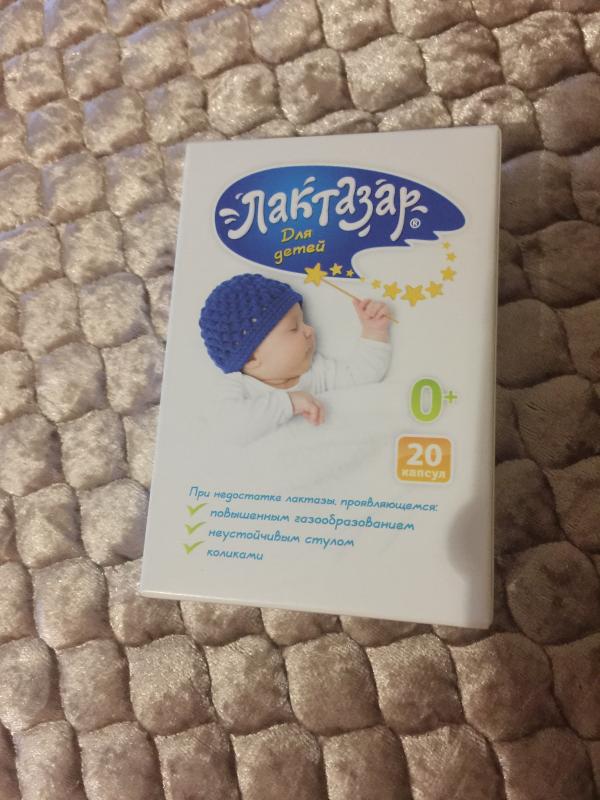 Лактазар®
Для
детей
0+
20
капсул
При недостатке лактазы, проявляющемся:
повышенным газообразованием
неустойчивым стулом
коликами